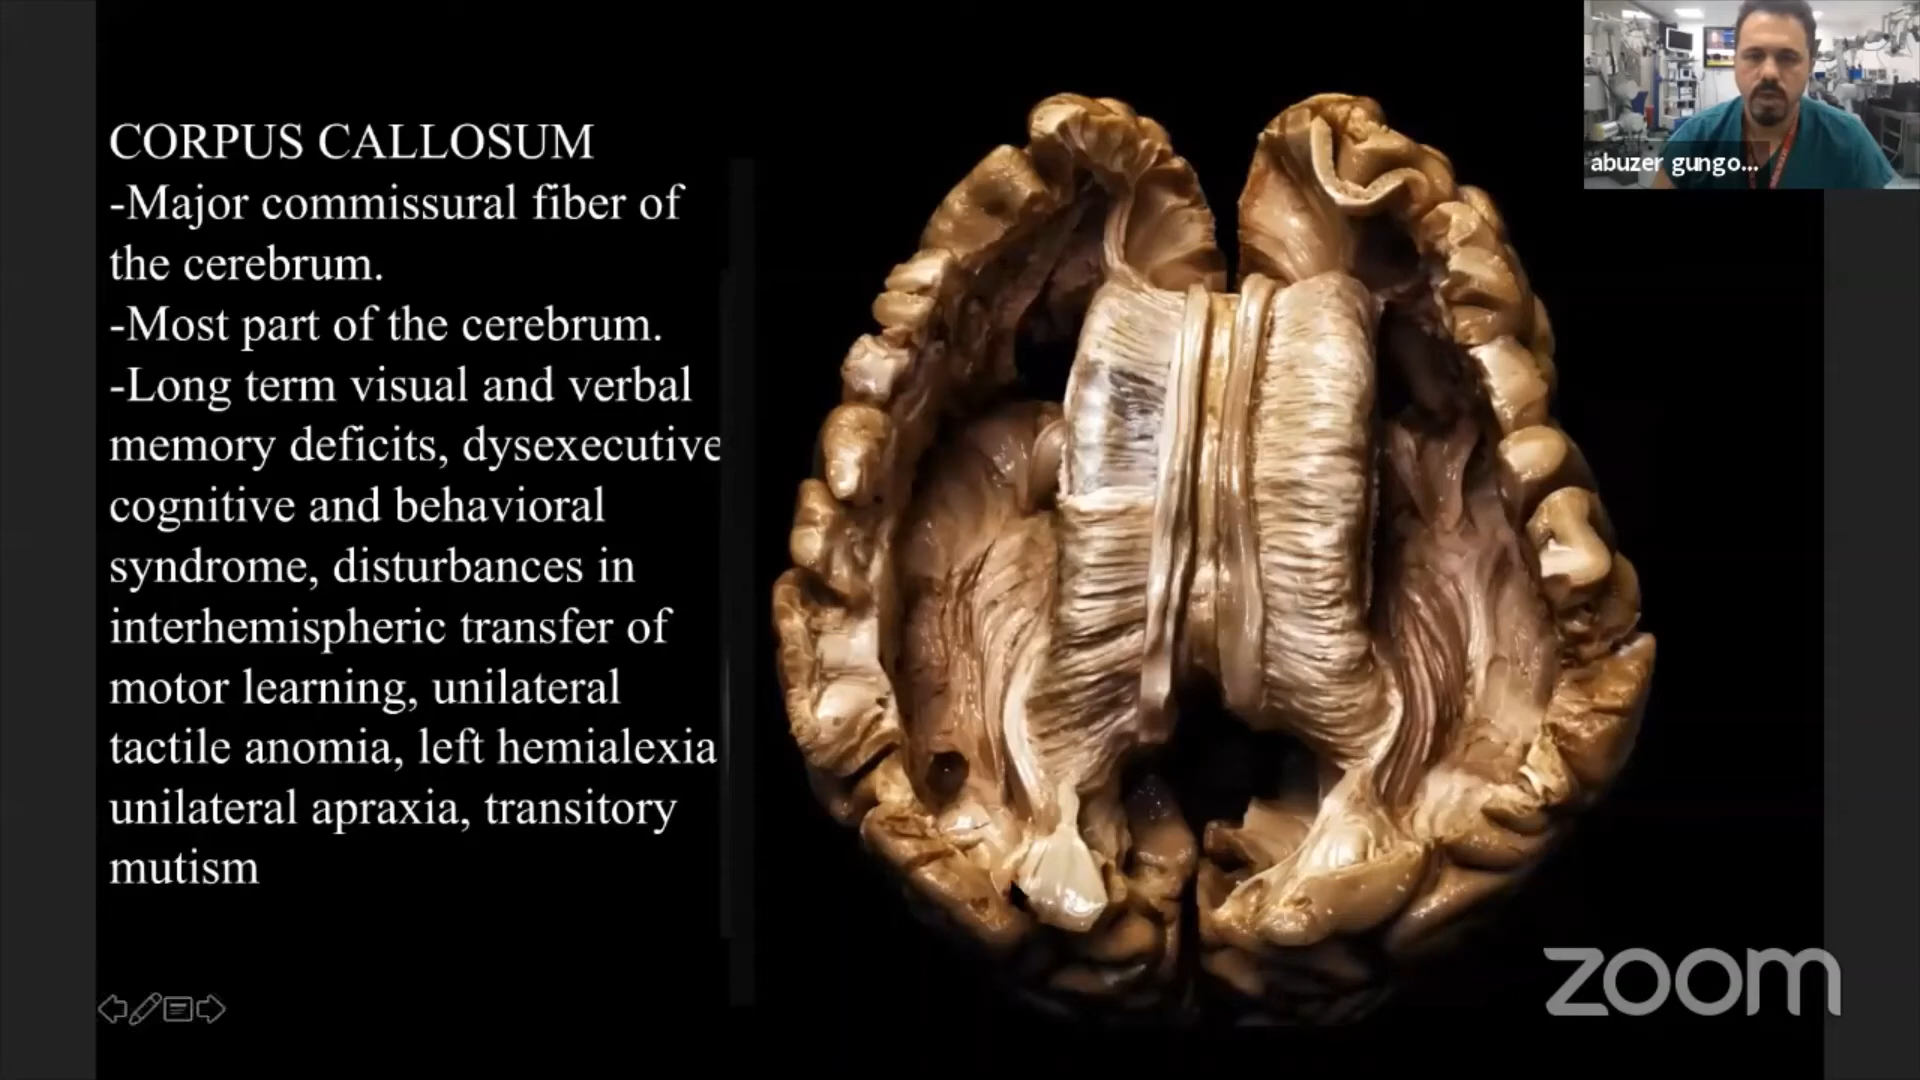 CORPUS CALLOSUM
-Major commissural fiber of
the cerebrum.
-Most part of the cerebrum.
-Long term visual and verbal
memory deficits, dysexecutive
cognitive and behavioral
syndrome, disturbances in
interhemispheric transfer of
motor learning, unilateral
tactile anomia, left hemialexia
unilateral apraxia, transitory
mutism
abuzer gungo...
zoom